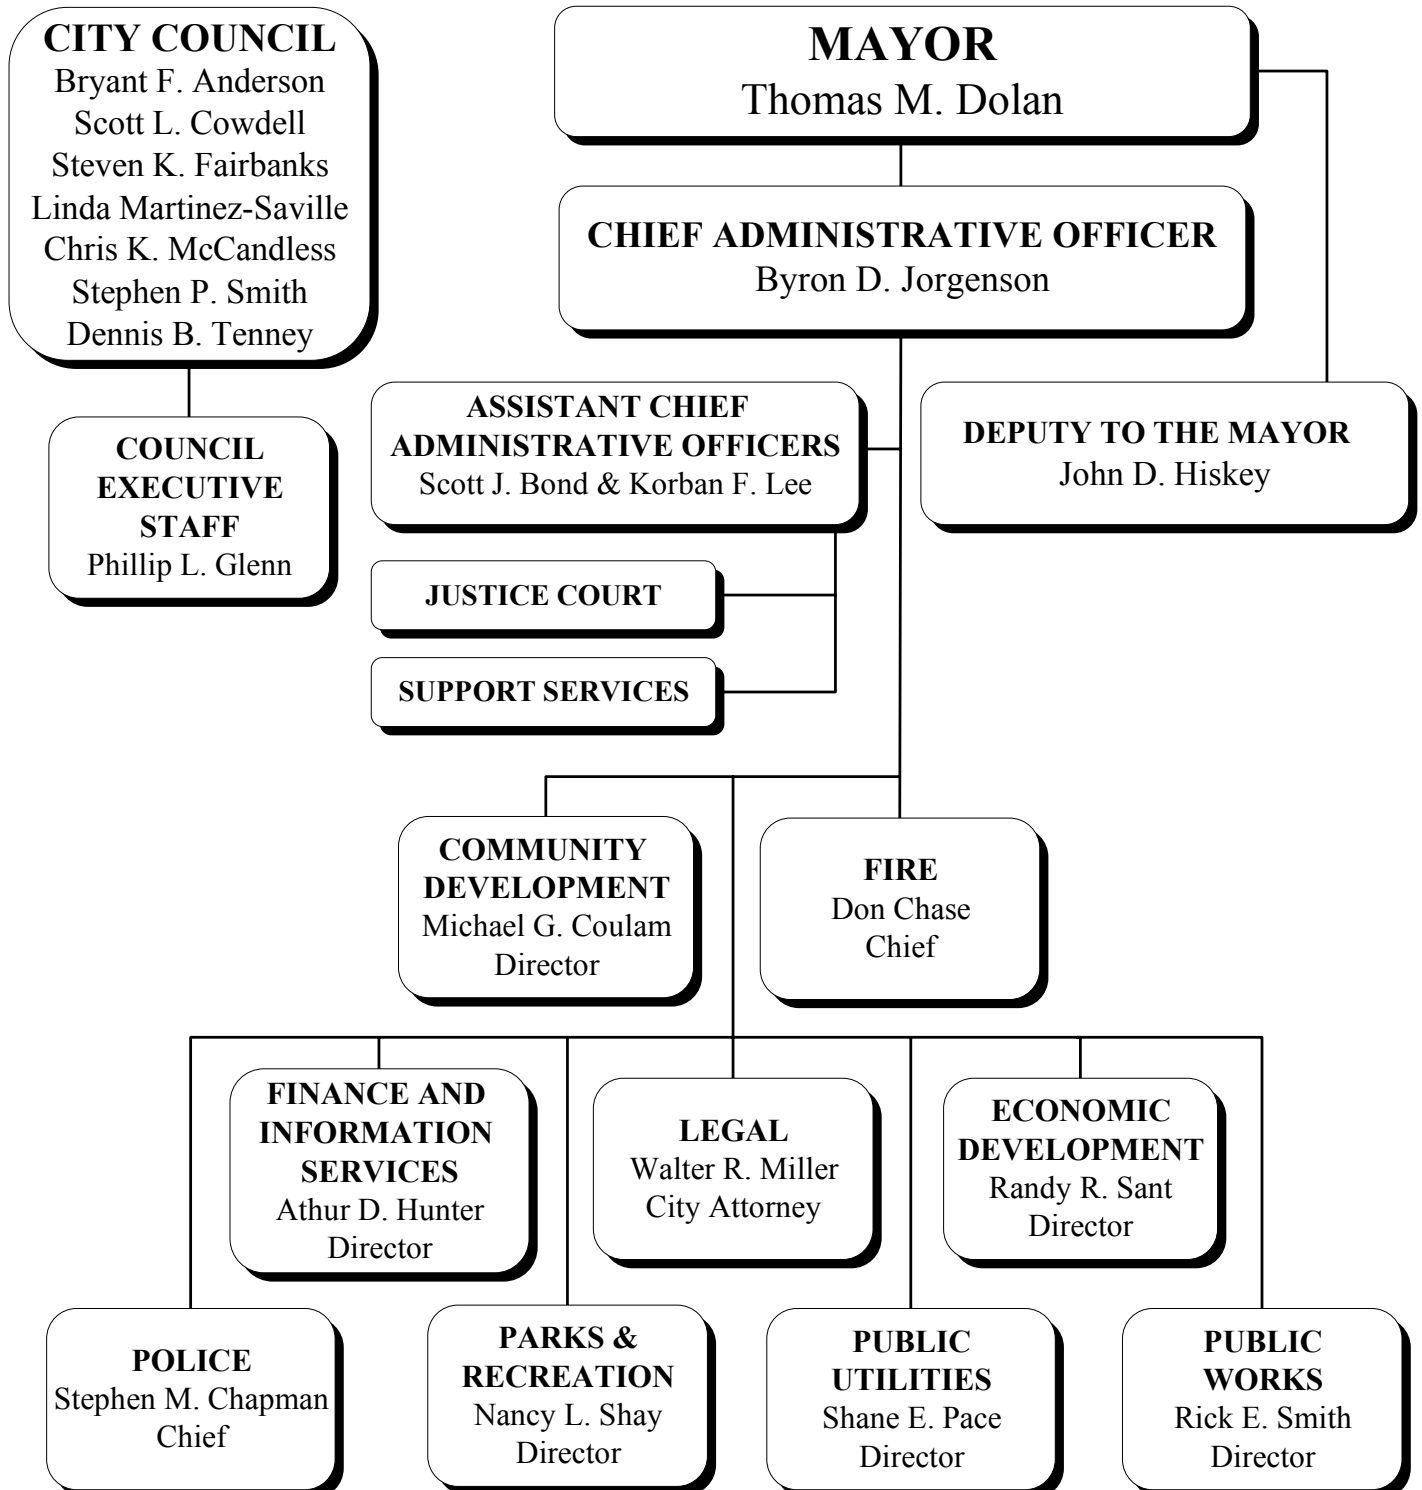 CITY COUNCIL
Bryant F. Anderson
Scott L. Cowdell
Steven K. Fairbanks
Linda Martinez-Saville
Chris K. McCandless
Stephen P. Smith
Dennis B. Tenney
MAYOR
Thomas M. Dolan
CHIEF ADMINISTRATIVE OFFICER
Byron D. Jorgenson
COUNCIL
EXECUTIVE
STAFF
Phillip L. Glenn
ASSISTANT CHIEF
ADMINISTRATIVE OFFICERS
Scott J. Bond & Korban F. Lee
DEPUTY TO THE MAYOR
John D. Hiskey
JUSTICE COURT
SUPPORT SERVICES
COMMUNITY
DEVELOPMENT
Michael G. Coulam
Director
FIRE
Don Chase
Chief
FINANCE AND
INFORMATION
SERVICES
Athur D. Hunter
Director
LEGAL
Walter R. Miller
City Attorney
ECONOMIC
DEVELOPMENT
Randy R. Sant
Director
POLICE
Stephen M. Chapman
Chief
PARKS &
RECREATION
Nancy L. Shay
Director
PUBLIC
UTILITIES
Shane E. Pace
Director
PUBLIC
WORKS
Rick E. Smith
Director